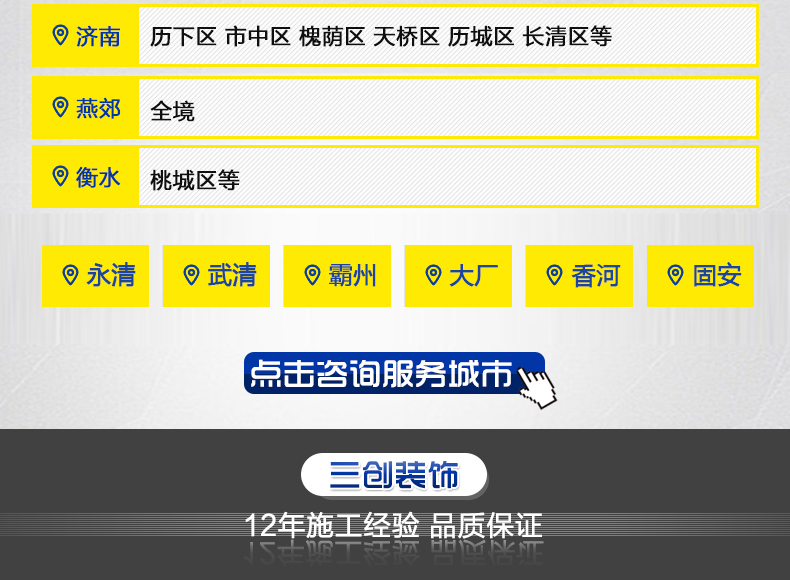 济南 历下区 市中区 槐荫区 天桥区 历城区 长清区等
燕郊 全境
衡水 桃城区等
永清 武清 霸州 大厂 香河 固安
点击咨询服务城市
三创装饰
12年施工经验 品质保证